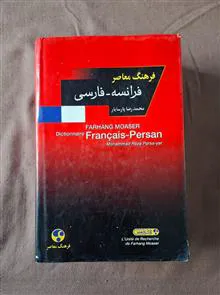 فرهنگ معاصر
فرانسه - فارسی
محمدرضا پارسایار
FARHANG MOASER
Dictionnaire Français-Persan
Mohammad Reza Parsa-yar
L'Unité de Recherche
de Farhang Moaser
فرهنگ معاصر